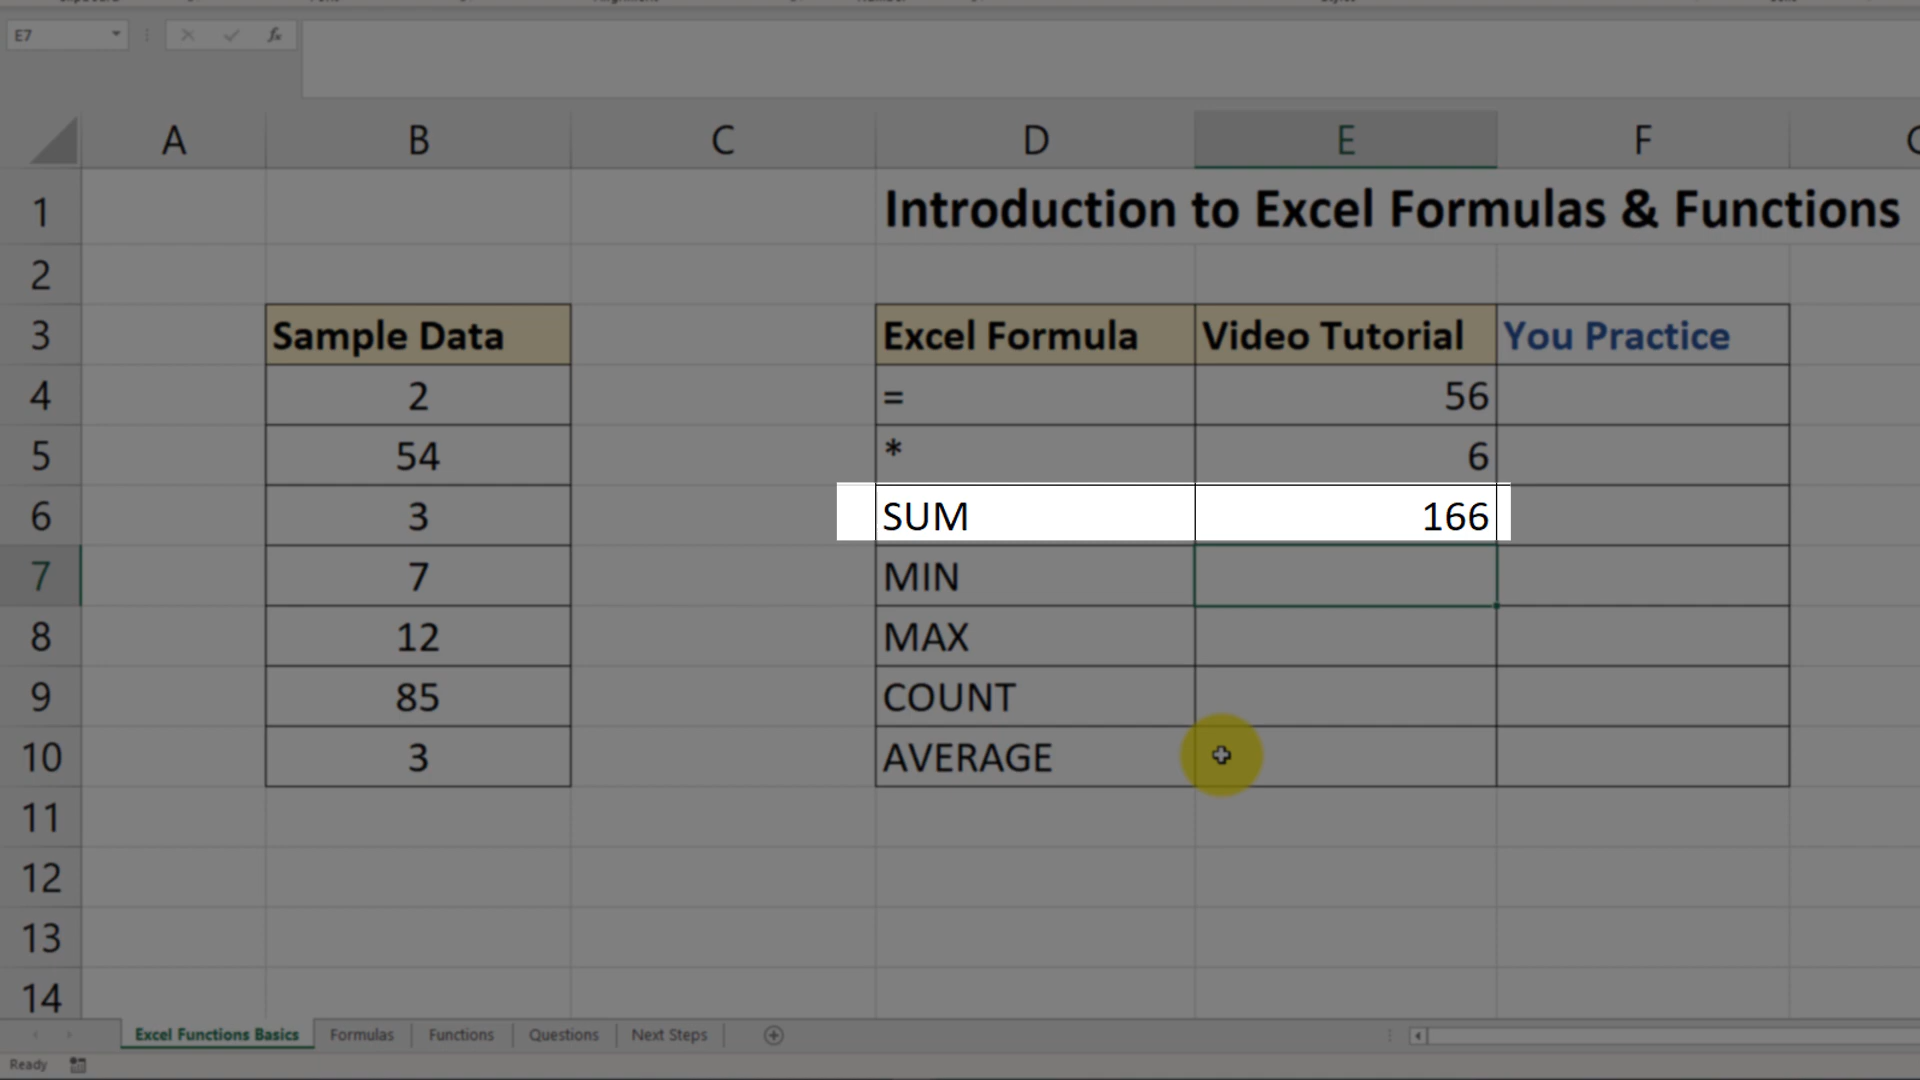 E7 fx
A B C D E F
1 Introduction to Excel Formulas & Functions
2
3 Sample Data Excel Formula Video Tutorial You Practice
4 2 = 56
5 54 * 6
6 3 SUM 166
7 7 MIN
8 12 MAX
9 85 COUNT
10 3 AVERAGE
11
12
13
14
Excel Functions Basics Formulas Functions Questions Next Steps
Ready